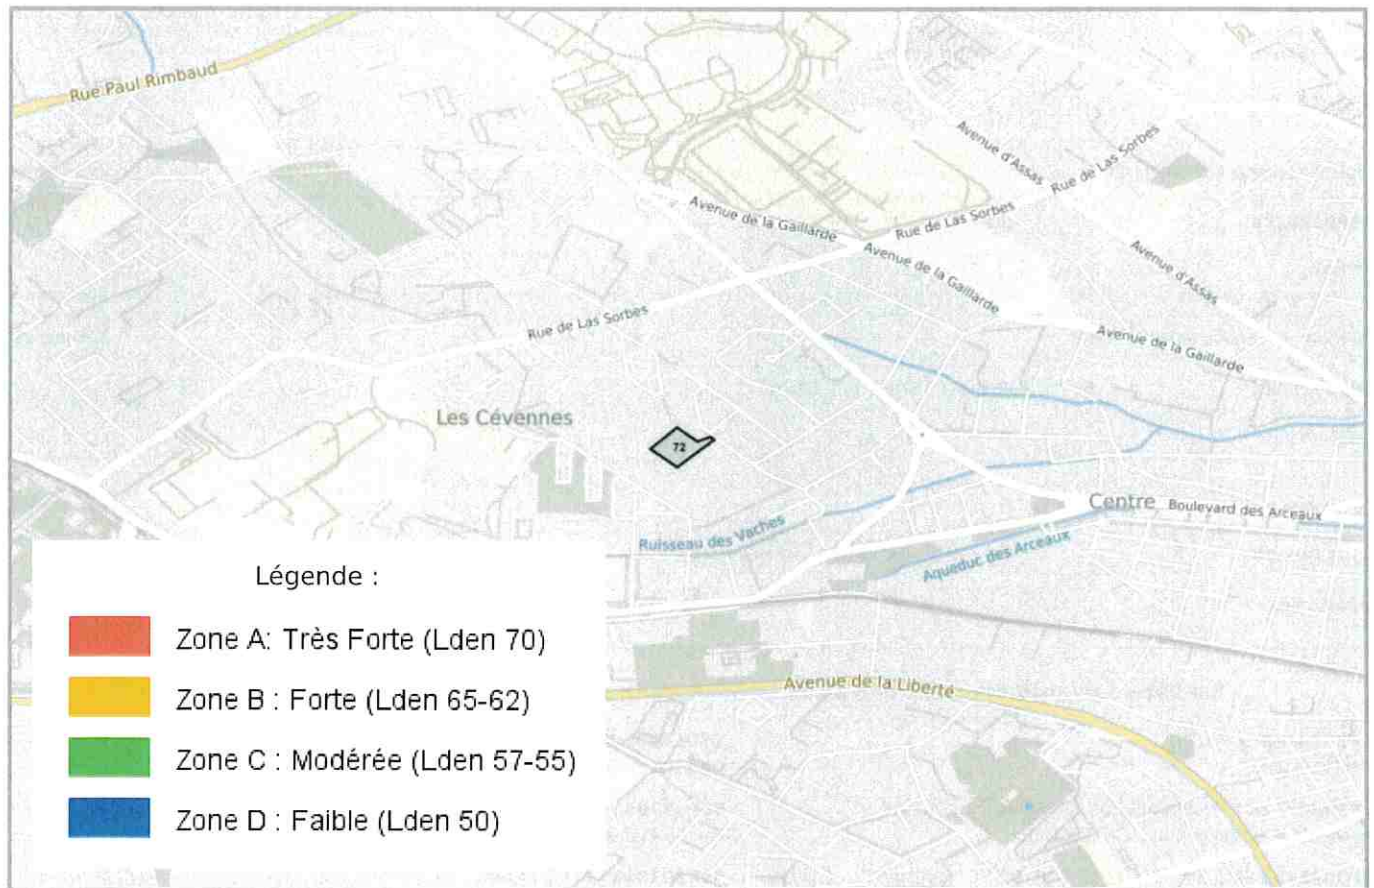 Rue Paul Rimbaud
Avenue d'Assas
Rue de Las Sorbes
Avenue de la Gaillarde
Rue de Las Sorbes
Avenue de la Gaillarde
Avenue d'Assas
Rue de Las Sorbes
Avenue de la Gaillarde
Les Cévennes
72
Centre
Boulevard des Arceaux
Ruisseau des Vaches
Aqueduc des Arceaux
Légende :
Zone A: Très Forte (Lden 70)
Zone B : Forte (Lden 65-62)
Zone C : Modérée (Lden 57-55)
Zone D : Faible (Lden 50)
Avenue de la Liberté